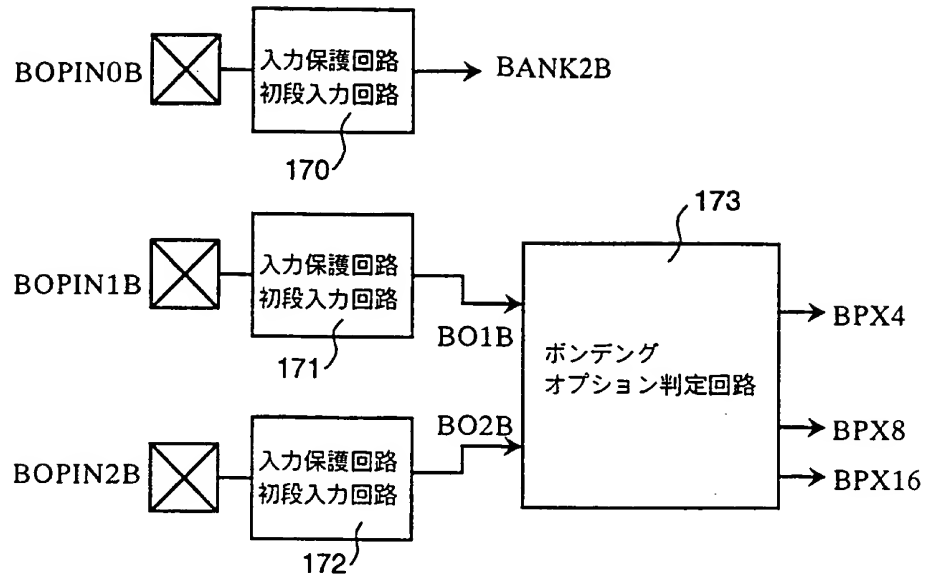 BOPIN0B
入力保護回路
初段入力回路
BANK2B
170
BOPIN1B
入力保護回路
初段入力回路
171
BO1B
173
ボンデング
オプション判定回路
BPX4
BPX8
BPX16
BOPIN2B
入力保護回路
初段入力回路
172
BO2B